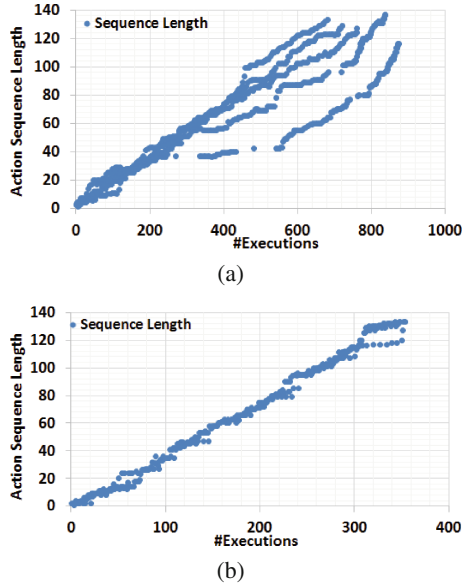 140
120
100
80
60
40
20
0
Action Sequence Length
Sequence Length
0 200 400 600 800 1000
#Executions
(a)
140
120
100
80
60
40
20
0
Action Sequence Length
Sequence Length
0 100 200 300 400
#Executions
(b)